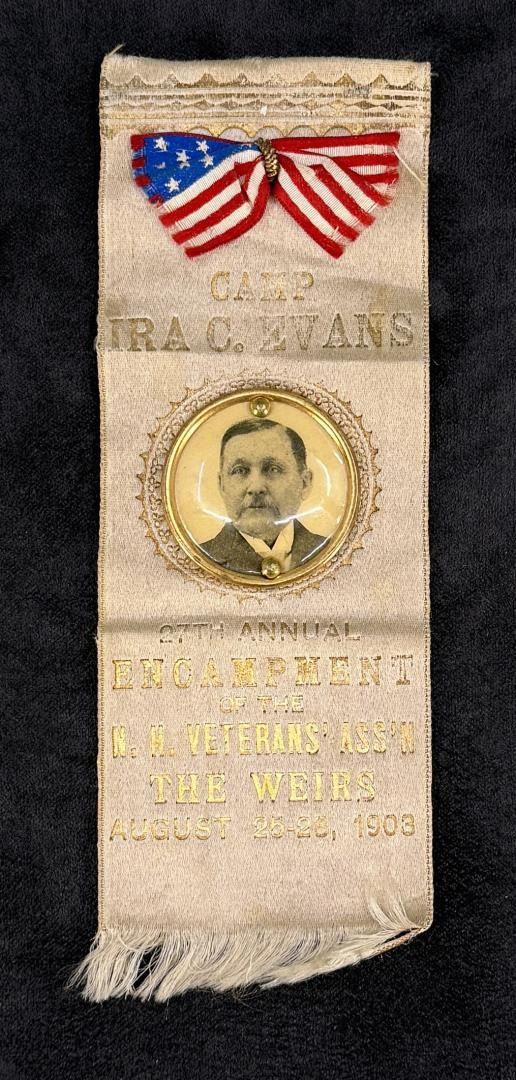 CAMP
IRA C. EVANS
27TH ANNUAL
ENCAMPMENT
OF THE
N. H. VETERANS' ASS'N
THE WEIRS
AUGUST 25-28, 1903